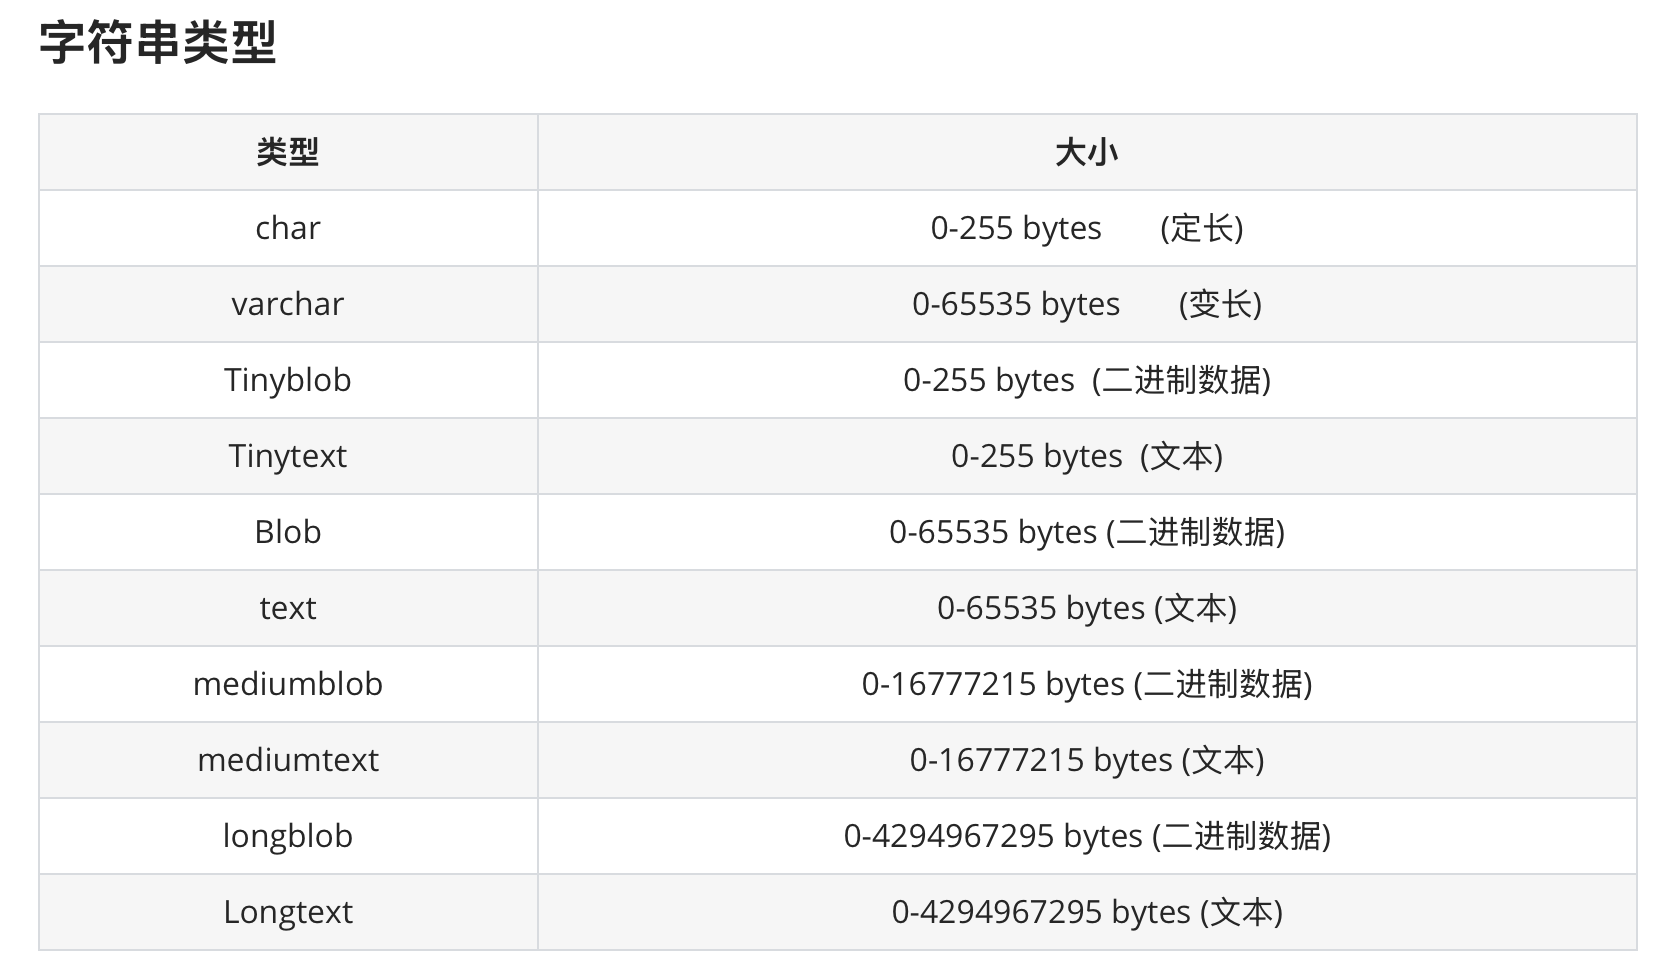 字符串类型
类型 大小
char 0-255 bytes (定长)
varchar 0-65535 bytes (变长)
Tinyblob 0-255 bytes (二进制数据)
Tinytext 0-255 bytes (文本)
Blob 0-65535 bytes (二进制数据)
text 0-65535 bytes (文本)
mediumblob 0-16777215 bytes (二进制数据)
mediumtext 0-16777215 bytes (文本)
longblob 0-4294967295 bytes (二进制数据)
Longtext 0-4294967295 bytes (文本)